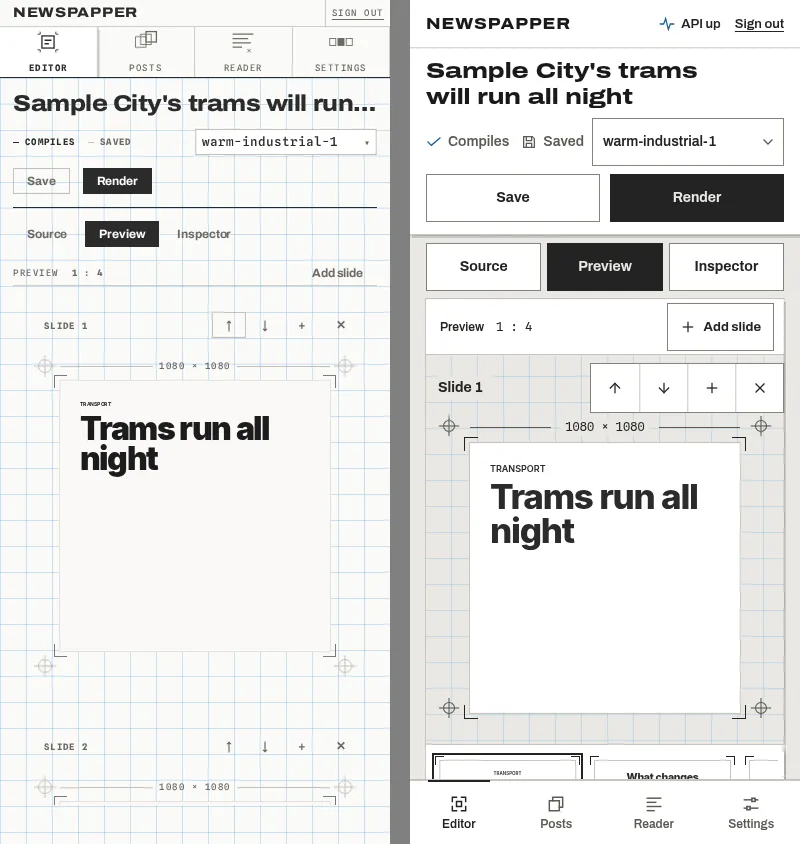 NEWSPAPPER
SIGN OUT
EDITOR
POSTS
READER
SETTINGS
Sample City's trams will run...
— COMPILES — SAVED
warm-industrial-1
Save
Render
Source
Preview
Inspector
PREVIEW 1 : 4
Add slide
SLIDE 1
↑ ↓ + ✕
1080 × 1080
TRANSPORT
Trams run all
night
SLIDE 2
↑ ↓ + ✕
1080 × 1080
NEWSPAPPER
API up
Sign out
Sample City's trams
will run all night
Compiles
Saved
warm-industrial-1
Save
Render
Source
Preview
Inspector
Preview 1 : 4
+ Add slide
Slide 1
1080 × 1080
TRANSPORT
Trams run all
night
TRANSPORT
What changes
Editor
Posts
Reader
Settings